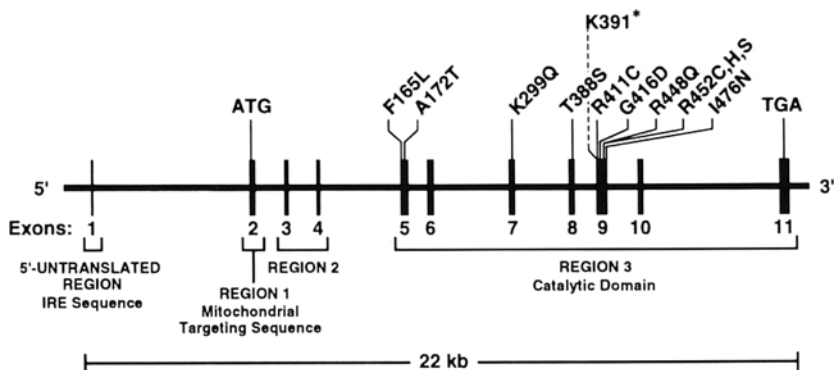 K391*
F165L
A172T
K299Q
T388S
R411C
G416D
R448Q
R452C,H,S
I476N
ATG
TGA
5'
3'
Exons: 1 2 3 4 5 6 7 8 9 10 11
5'-UNTRANSLATED
REGION
IRE Sequence
REGION 1
Mitochondrial
Targeting Sequence
REGION 2
REGION 3
Catalytic Domain
22 kb